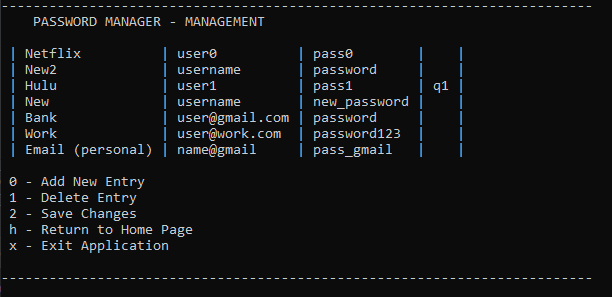 -------------------------------------------------------------------------
PASSWORD MANAGER - MANAGEMENT
| Netflix | user0 | pass0 | |
| New2 | username | password | |
| Hulu | user1 | pass1 | q1 |
| New | username | new_password | |
| Bank | user@gmail.com | password | |
| Work | user@work.com | password123 | |
| Email (personal) | name@gmail | pass_gmail | |
0 - Add New Entry
1 - Delete Entry
2 - Save Changes
h - Return to Home Page
x - Exit Application
-------------------------------------------------------------------------